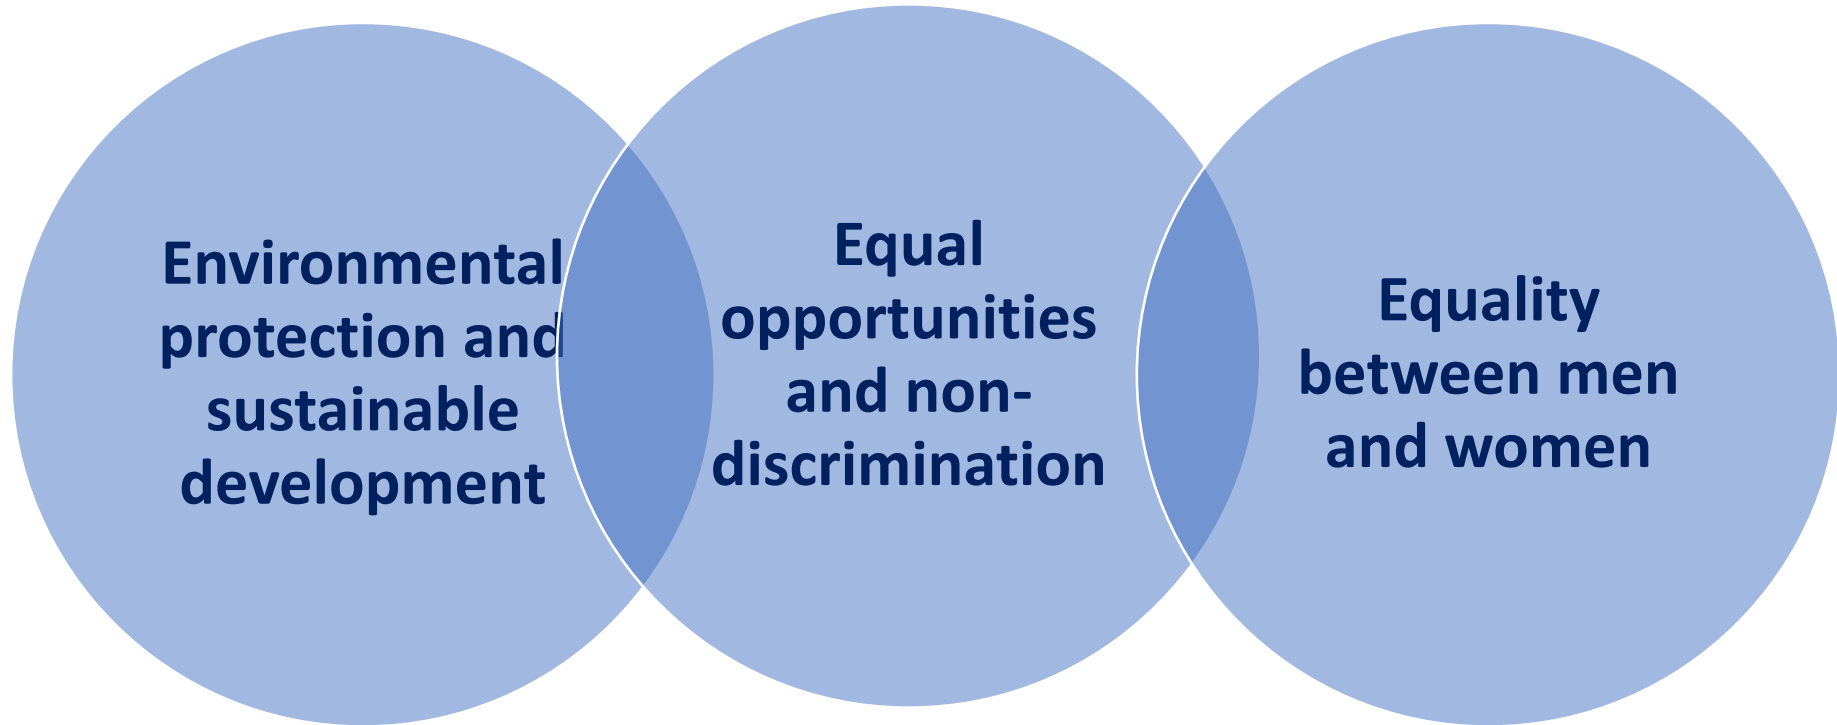 Environmental
protection and
sustainable
development
Equal
opportunities
and non-
discrimination
Equality
between men
and women